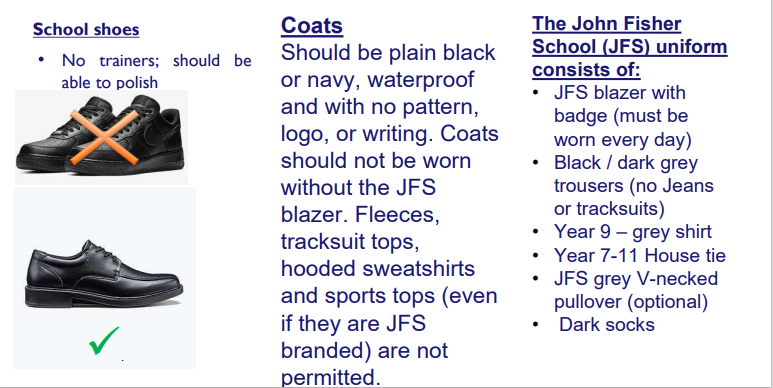 School shoes
• No trainers; should be
able to polish
Coats
Should be plain black
or navy, waterproof
and with no pattern,
logo, or writing. Coats
should not be worn
without the JFS
blazer. Fleeces,
tracksuit tops,
hooded sweatshirts
and sports tops (even
if they are JFS
branded) are not
permitted.
The John Fisher
School (JFS) uniform
consists of:
• JFS blazer with
badge (must be
worn every day)
• Black / dark grey
trousers (no Jeans
or tracksuits)
• Year 9 – grey shirt
• Year 7-11 House tie
• JFS grey V-necked
pullover (optional)
• Dark socks